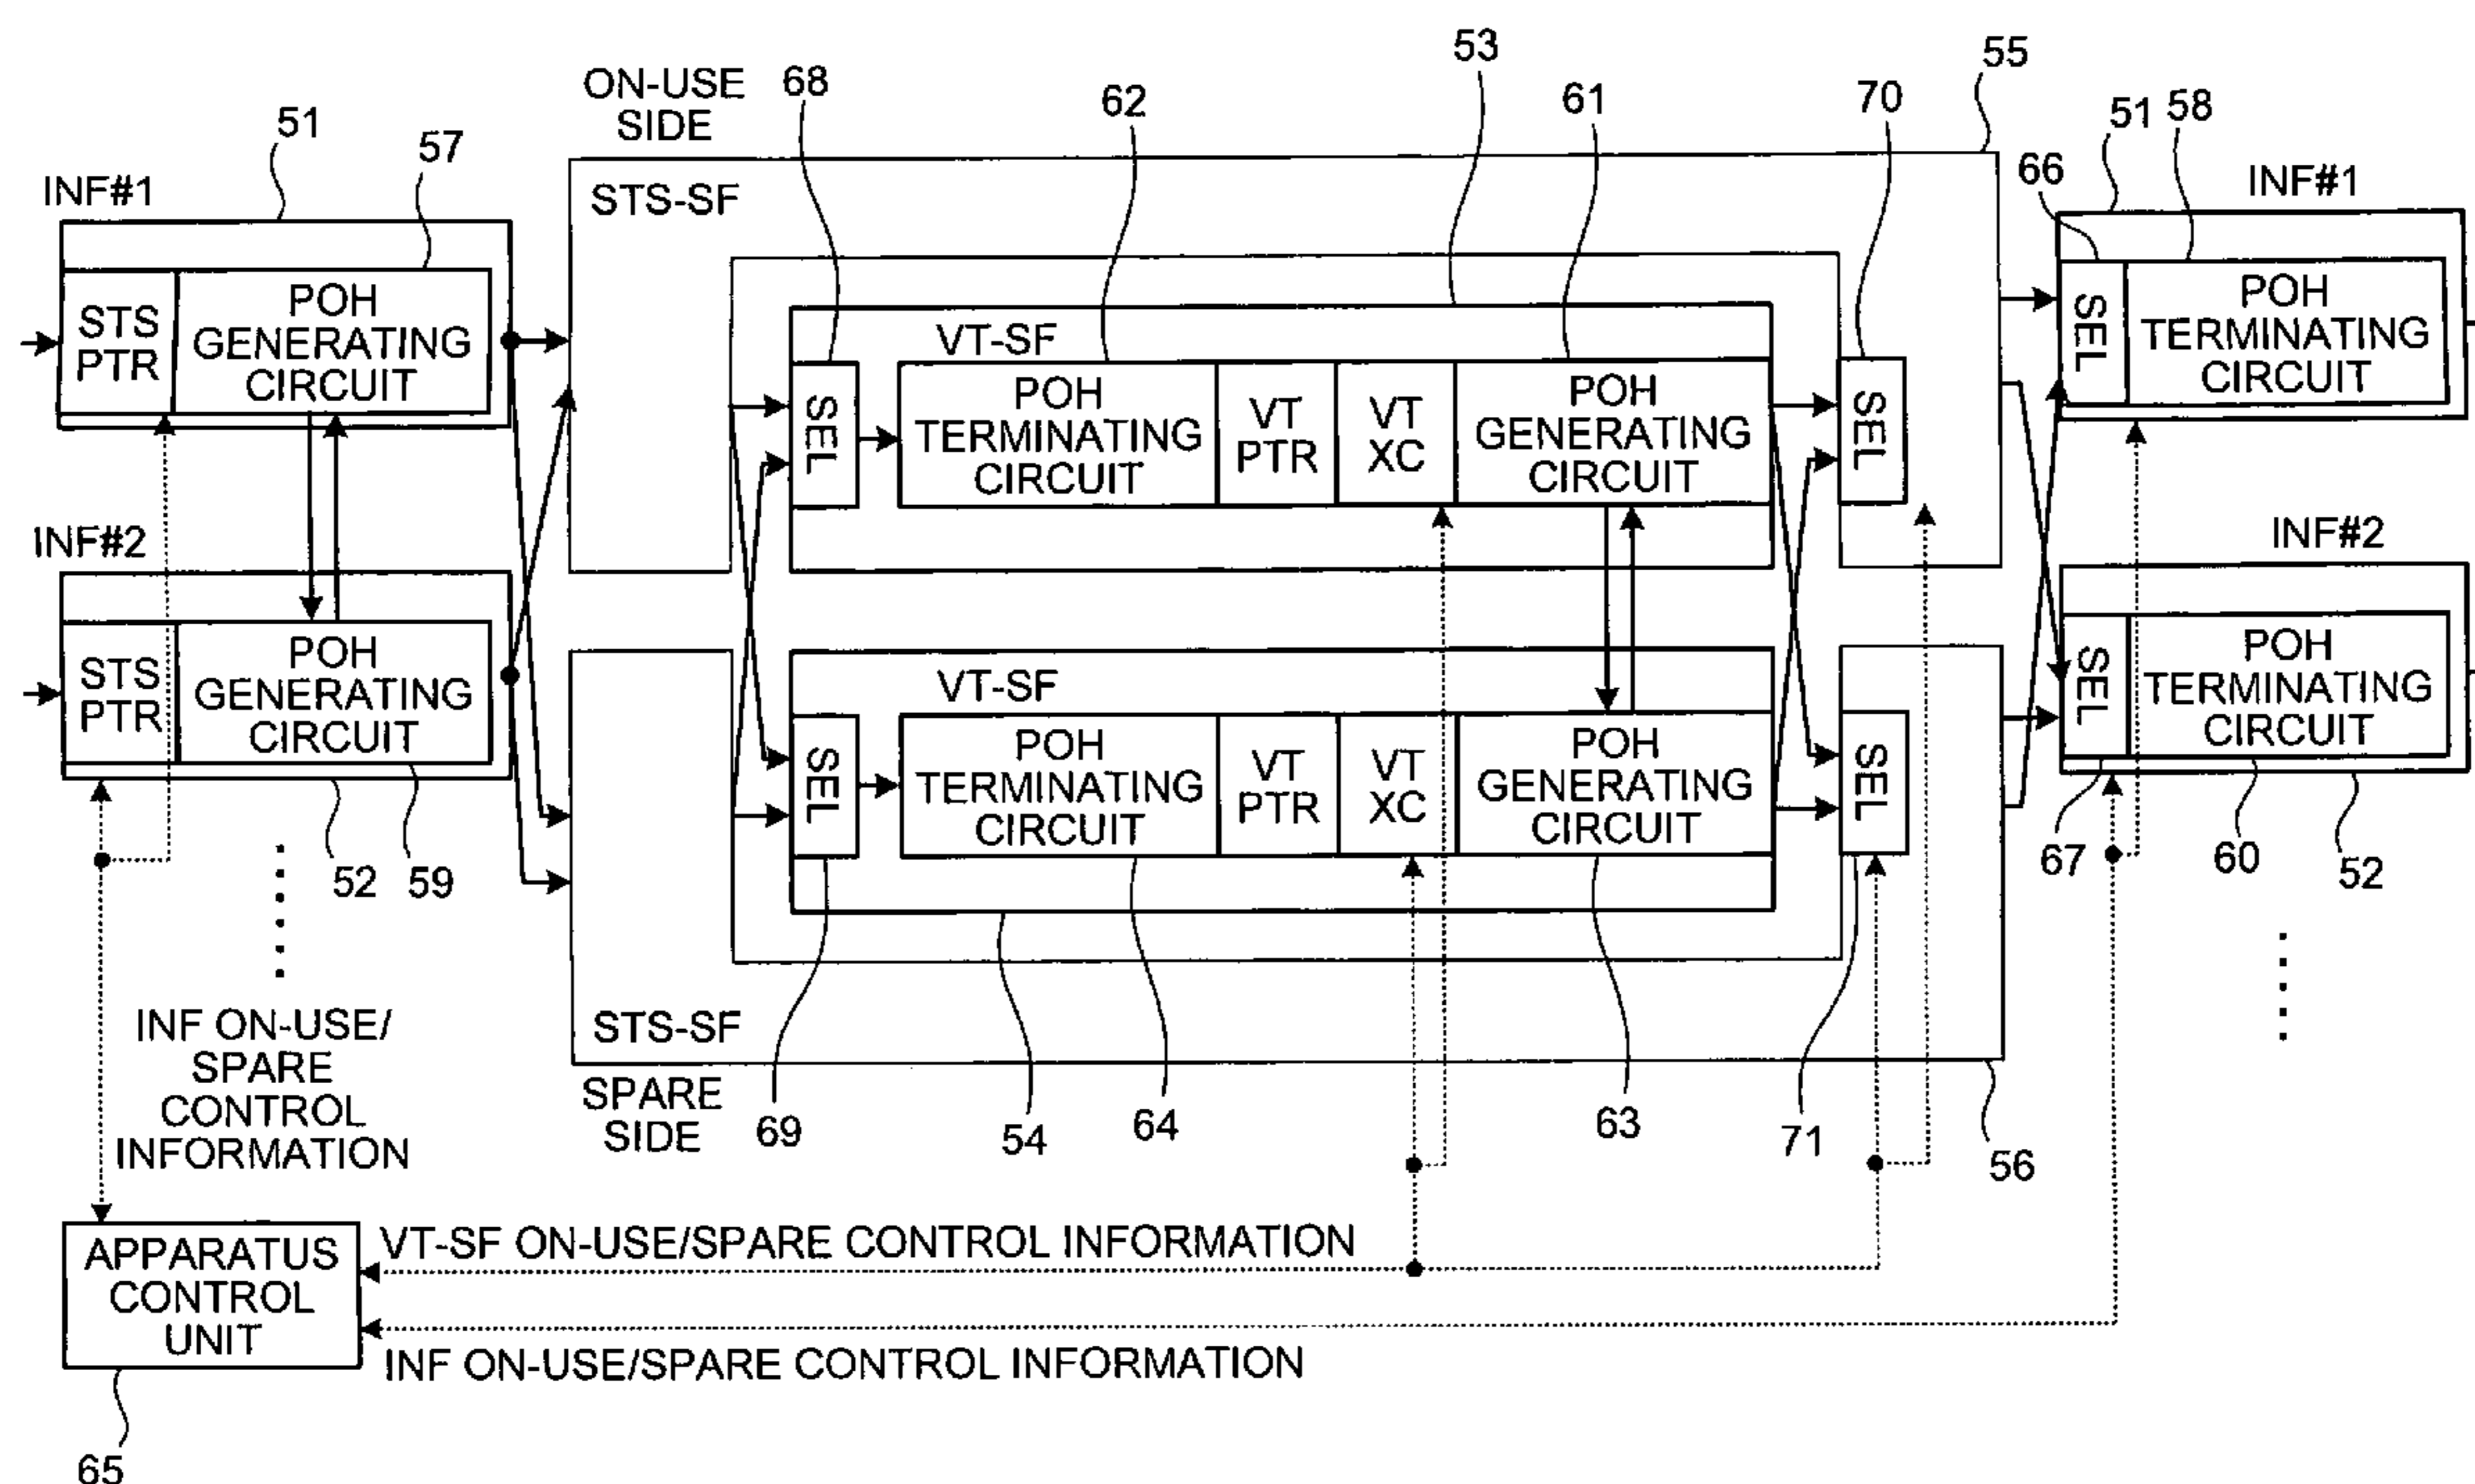 53
55
ON-USE
SIDE
68
62
61
70
51
57
51
58
66
INF#1
STS-SF
INF#1
STS
PTR
POH
GENERATING
CIRCUIT
VT-SF
SEL
POH
TERMINATING
CIRCUIT
VT
PTR
VT
XC
POH
GENERATING
CIRCUIT
SEL
SEL
POH
TERMINATING
CIRCUIT
INF#2
INF#2
STS
PTR
POH
GENERATING
CIRCUIT
VT-SF
SEL
POH
TERMINATING
CIRCUIT
VT
PTR
VT
XC
POH
GENERATING
CIRCUIT
SEL
SEL
POH
TERMINATING
CIRCUIT
52
59
67
60
52
INF ON-USE/
SPARE
CONTROL
INFORMATION
STS-SF
SPARE
SIDE
69
54
64
63
71
56
APPARATUS
CONTROL
UNIT
VT-SF ON-USE/SPARE CONTROL INFORMATION
INF ON-USE/SPARE CONTROL INFORMATION
65